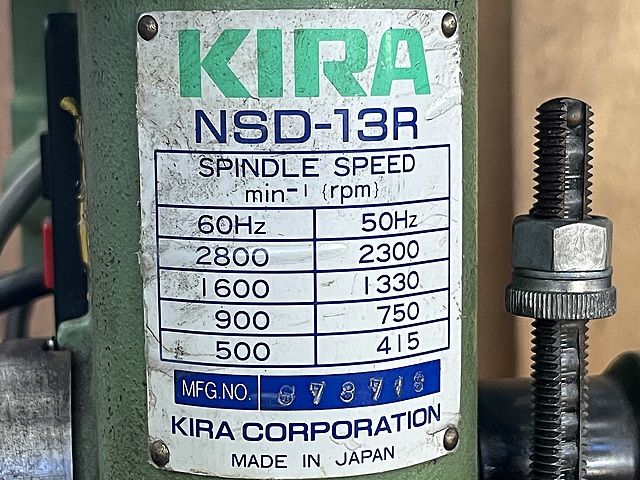 KIRA
NSD-13R
SPINDLE SPEED
min-1 (rpm)
60Hz 50Hz
2800 2300
1600 1330
900 750
500 415
MFG.NO.
KIRA CORPORATION
MADE IN JAPAN